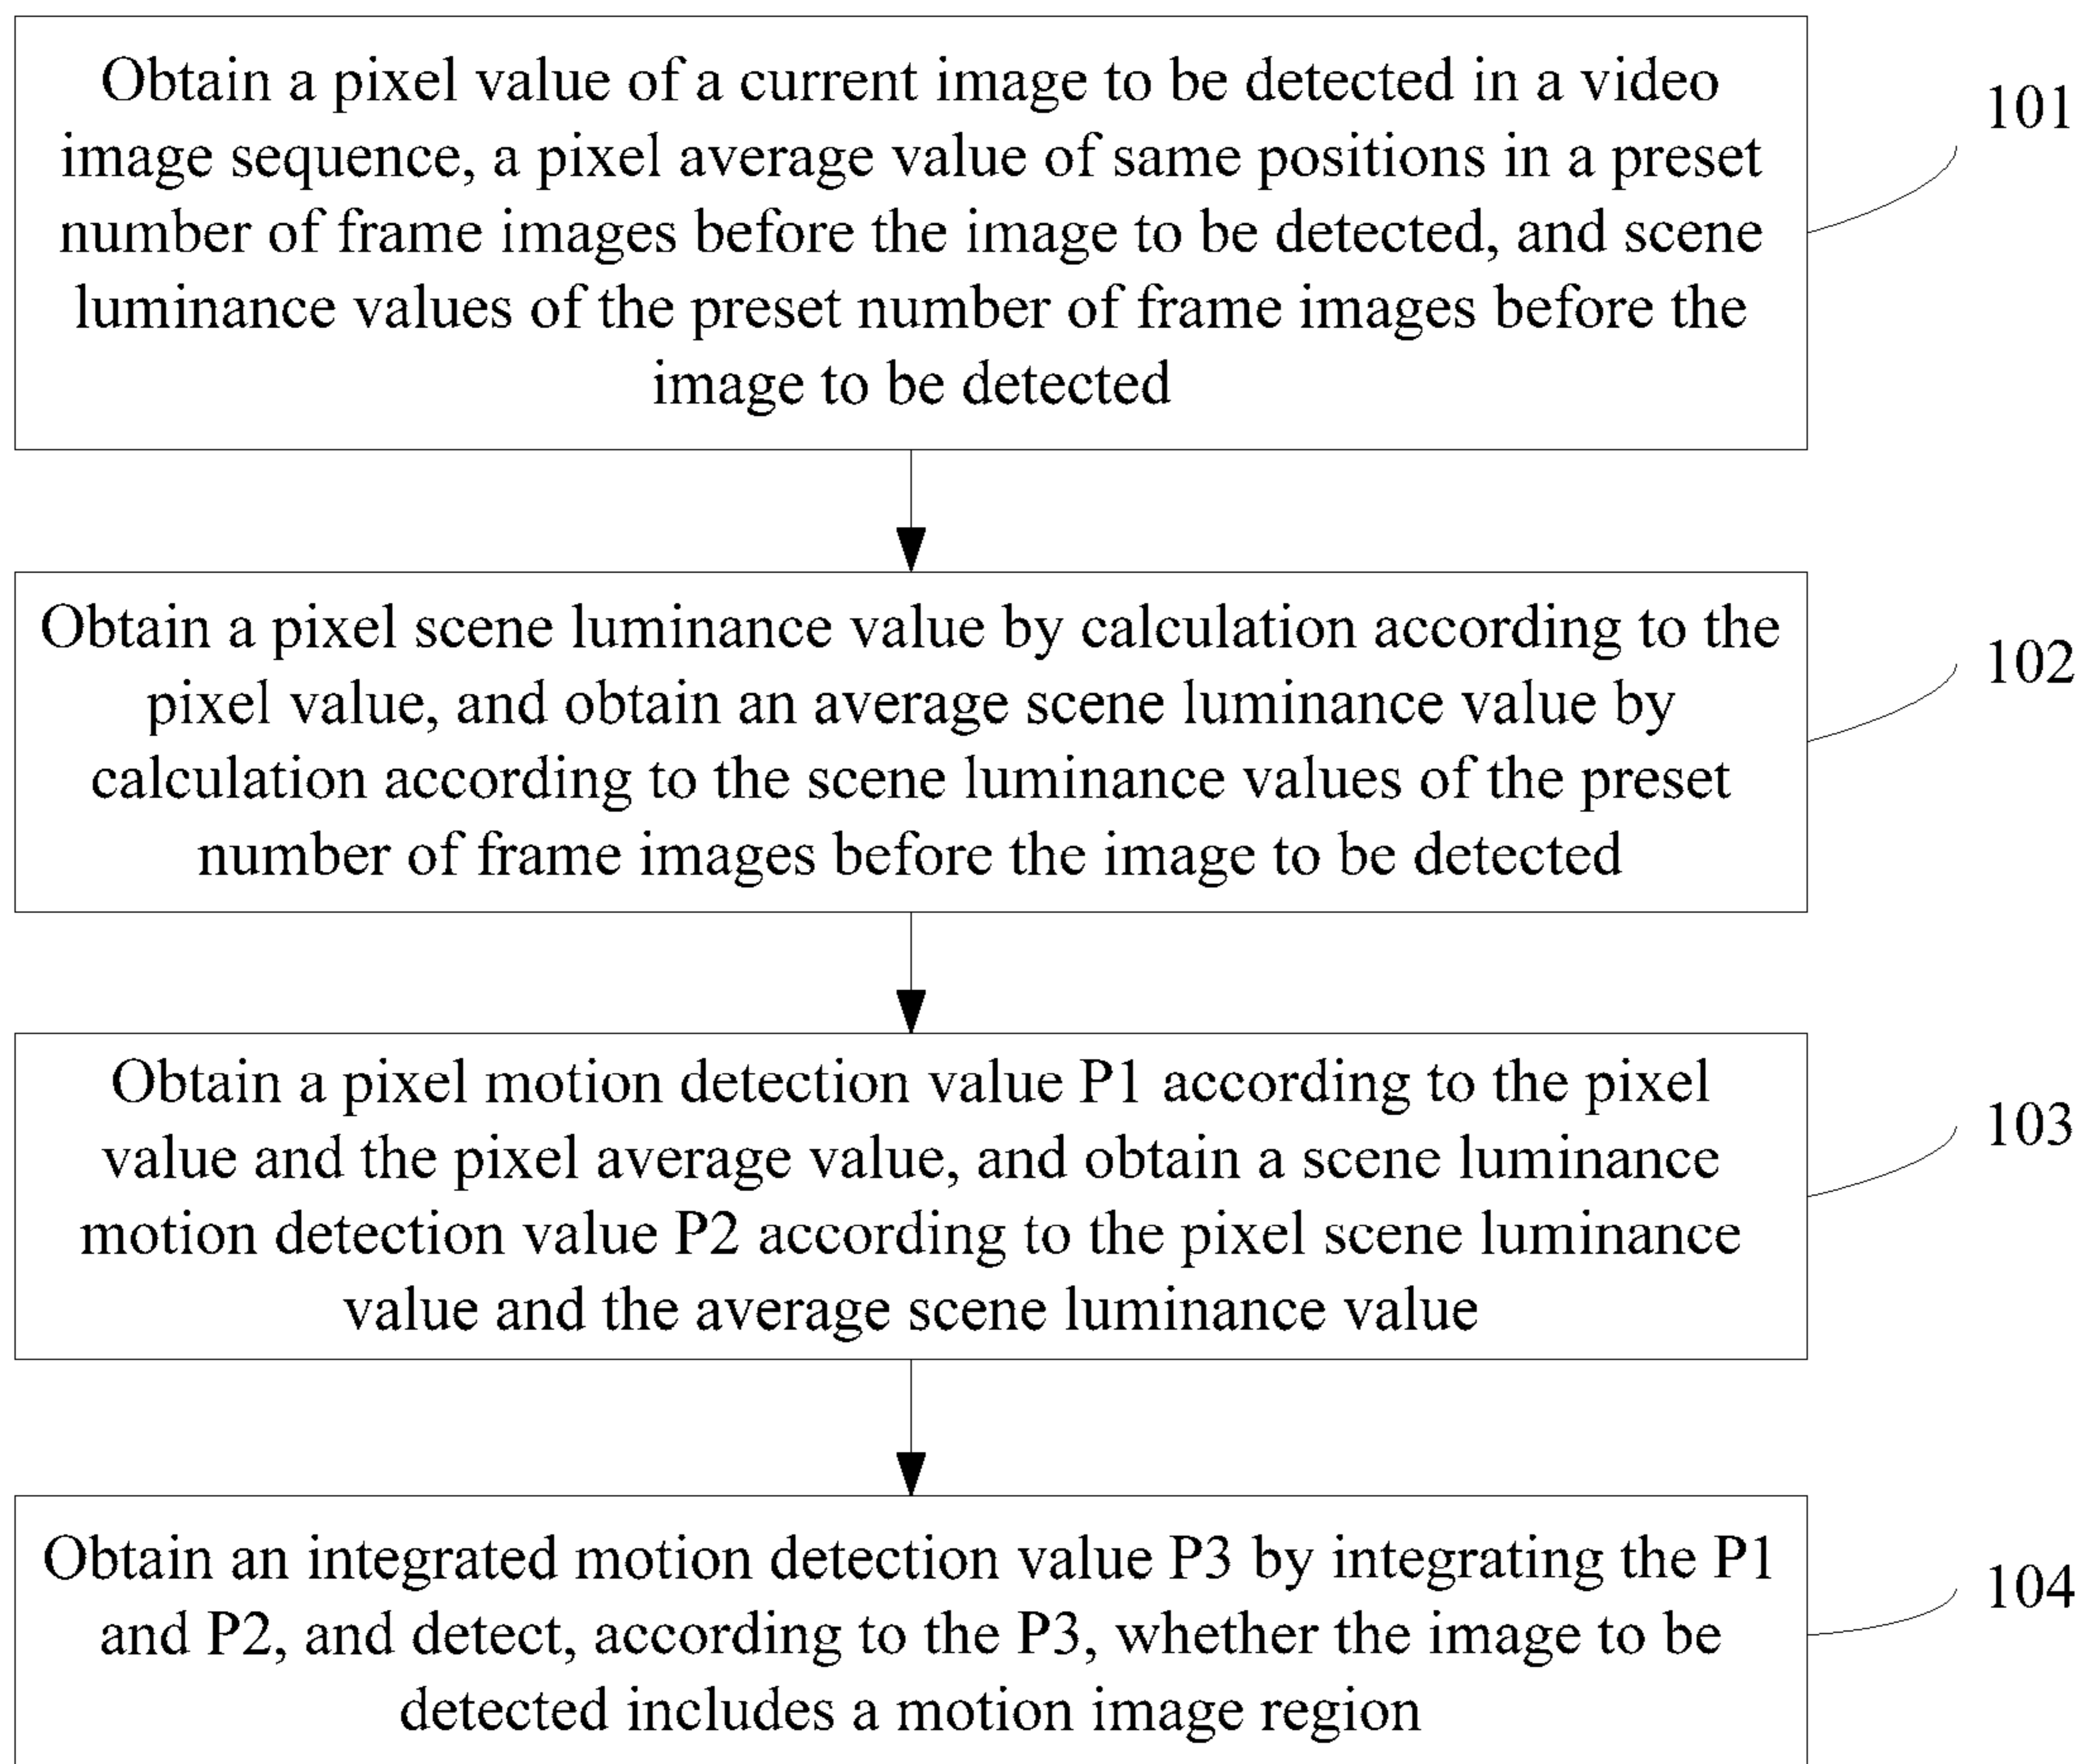 Obtain a pixel value of a current image to be detected in a video
image sequence, a pixel average value of same positions in a preset
number of frame images before the image to be detected, and scene
luminance values of the preset number of frame images before the
image to be detected
101
Obtain a pixel scene luminance value by calculation according to the
pixel value, and obtain an average scene luminance value by
calculation according to the scene luminance values of the preset
number of frame images before the image to be detected
102
Obtain a pixel motion detection value P1 according to the pixel
value and the pixel average value, and obtain a scene luminance
motion detection value P2 according to the pixel scene luminance
value and the average scene luminance value
103
Obtain an integrated motion detection value P3 by integrating the P1
and P2, and detect, according to the P3, whether the image to be
detected includes a motion image region
104